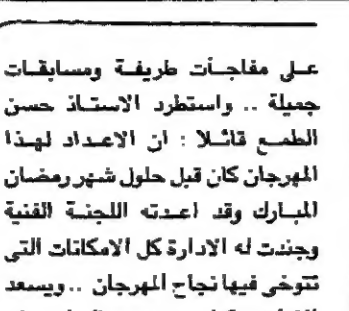 على مفاجآت طريفة ومسابقات
جميلة .. واستطرد الاستاذ حسن
الطمع قائلا : ان الاعداد لهذا
المهرجان كان قبل حلول شهر رمضان
المبارك وقد اعدته اللجنة الفنية
وجندت له الادارة كل الامكانات التى
تتوخى فيها نجاح المهرجان .. ويسعد